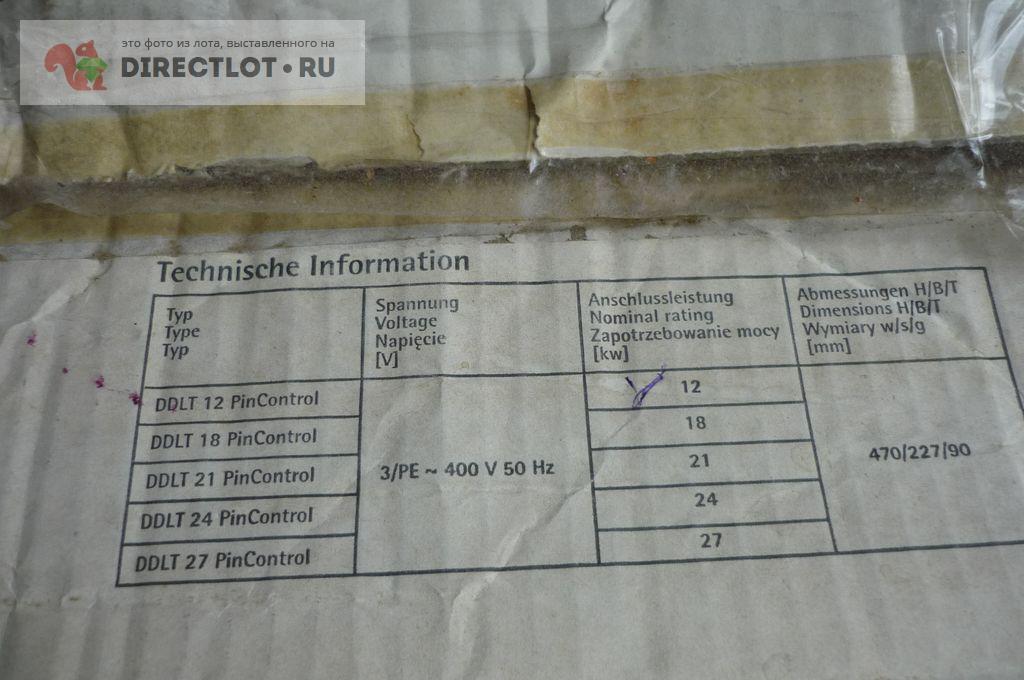 это фото из лота, выставленного на
DIRECTLOT•RU
Technische Information
Typ
Type
Typ
Spannung
Voltage
Napięcie
[V]
Anschlussleistung
Nominal rating
Zapotrzebowanie mocy
[kw]
Abmessungen H/B/T
Dimensions H/B/T
Wymiary w/s/g
[mm]
DDLT 12 PinControl
DDLT 18 PinControl
DDLT 21 PinControl
DDLT 24 PinControl
DDLT 27 PinControl
3/PE ~ 400 V 50 Hz
12
18
21
24
27
470/227/90